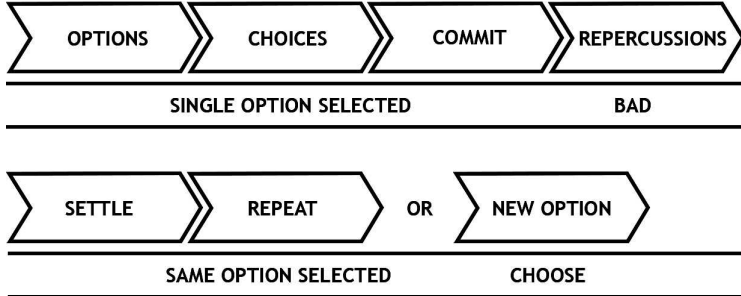 OPTIONS CHOICES COMMIT REPERCUSSIONS
SINGLE OPTION SELECTED BAD
SETTLE REPEAT OR NEW OPTION
SAME OPTION SELECTED CHOOSE